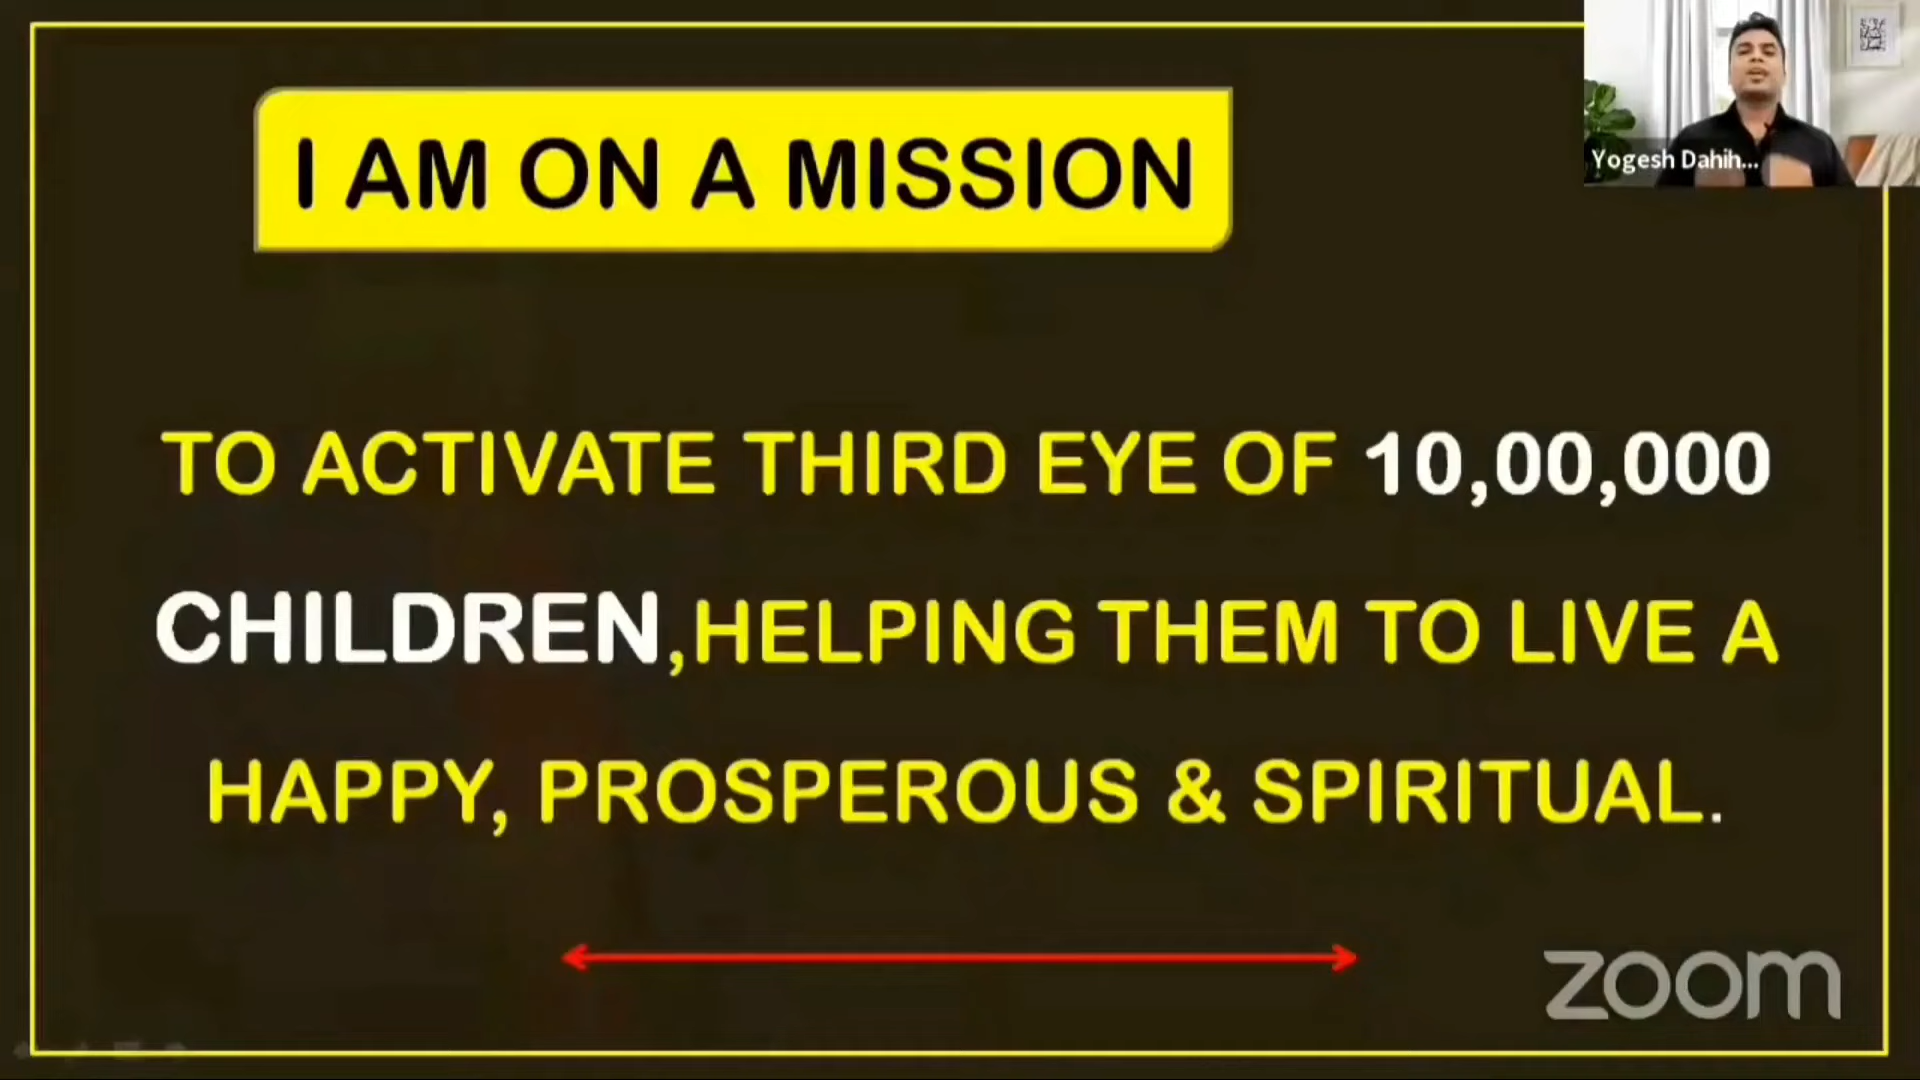 I AM ON A MISSION
Yogesh Dahih...
TO ACTIVATE THIRD EYE OF 10,00,000
CHILDREN,HELPING THEM TO LIVE A
HAPPY, PROSPEROUS & SPIRITUAL.
zoom